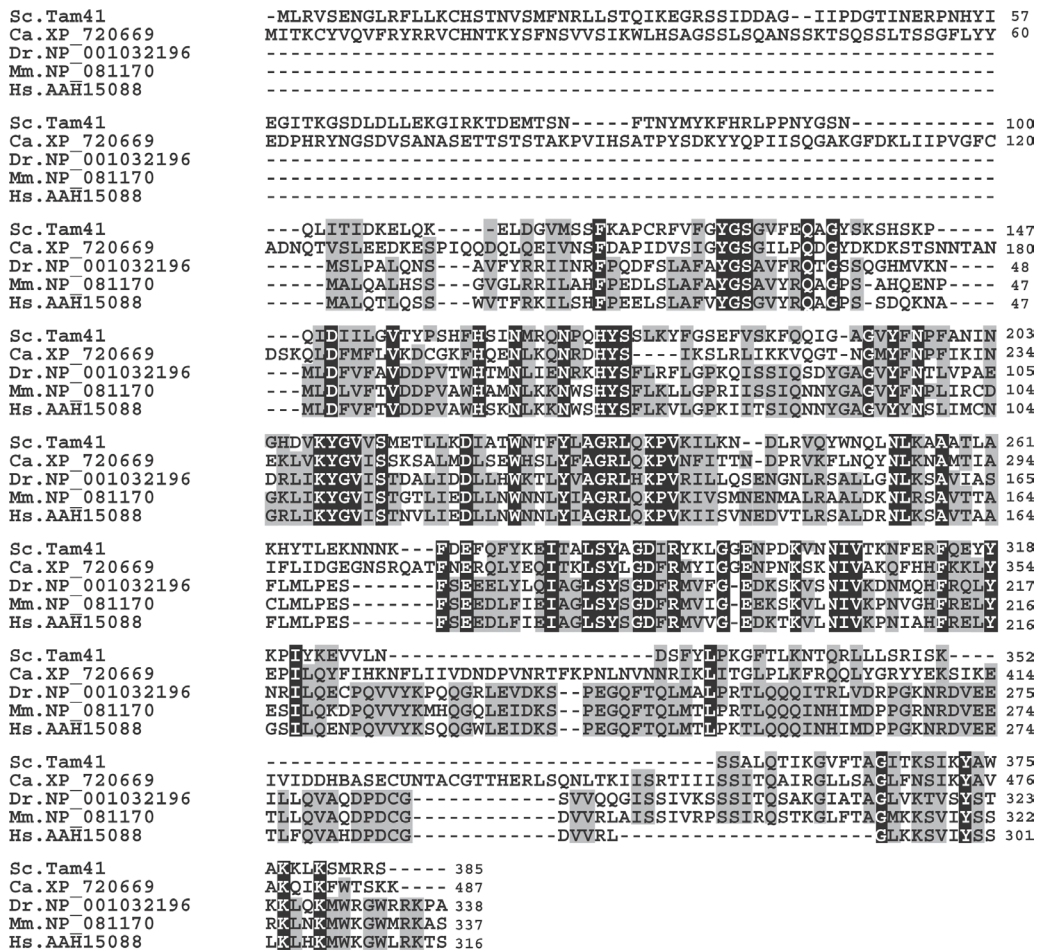 Sc.Tam41 -MLRVSENGLRFLLKCHSTNVSMFNRLLSTQIKEGRSSIDDAG--IIPDGTINERPNHYI 57
Ca.XP_720669 MITKCYVQVFRYRRVCHNTKYSFNSVVSIKWLHSAGSSLSQANSSKTSQSSLTSSGFLYY 60
Dr.NP_001032196 ------------------------------------------------------------
Mm.NP_081170 ------------------------------------------------------------
Hs.AAH15088 ------------------------------------------------------------
Sc.Tam41 EGITKGSDLDLLEKGIRKTDEMTSN-----FTNYMYKFHRLPPNYGSN------------ 100
Ca.XP_720669 EDPHRYNGSDVSANASETTSTSTAKPVIHSATPYSDKYYQPIISQGAKGFDKLIIPVGFC 120
Dr.NP_001032196 ------------------------------------------------------------
Mm.NP_081170 ------------------------------------------------------------
Hs.AAH15088 ------------------------------------------------------------
Sc.Tam41 ---QLITIDKELQK-----ELDGVMSSFKAPCRFVFGYGSGVFEQAGYSKSHSKP----- 147
Ca.XP_720669 ADNQTVSLEEDKESPIQQDQLQEIVNSFDAPIDVSIGYGSGILPQDGYDKDKSTSNNTAN 180
Dr.NP_001032196 -----MSLPALQNS---AVFYRRIINRFPQDFSLAFAYGSAVFRQTGSSQGHMVKN---- 48
Mm.NP_081170 -----MALQALHSS---GVGLRRILAHFPEDLSLAFAYGSAVYRQAGPS-AHQENP---- 47
Hs.AAH15088 -----MALQTLQSS---WVTFRKILSHFPEELSLAFVYGSGVYRQAGPS-SDQKNA---- 47
Sc.Tam41 --QIDIILGVTYPSHFHSINMRQNPQHYSSLKYFGSEFVSKFQQIG-AGVYFNPFANIN 203
Ca.XP_720669 DSKQLDFMFLVKDCGKFHQENLKQNRDHYS----IKSLRLIKKVQGT-NGMYFNPFIKIN 234
Dr.NP_001032196 ---MLDFVFAVDDPVTWHTMNLIENRKHYSFLRFLGPKQISSIQSDYGAGVYFNTLVPAE 105
Mm.NP_081170 ---MLDLVFTVDDPVAWHAMNLKKNWSHYSFLKLLGPRIISSIQNNYGAGVYFNPLIRCD 104
Hs.AAH15088 ---MLDFVFTVDDPVAWHSKNLKKNWSHYSFLKVLGPKIITSIQNNYGAGVYYNSLIMCN 104
Sc.Tam41 GHDVKYGVVSMETLLKDIATWNTFYLAGRLQKPVKILKN--DLRVQYWNQLNLKAAATLA 261
Ca.XP_720669 EKLVKYGVISSKSALMDLSEWHSLYFAGRLQKPVNFITTN-DPRVKFLNQYNLKNAMTIA 294
Dr.NP_001032196 DRLIKYGVISTDALIDDLLHWKTLYVAGRLHKPVRILLQSENGNLRSALLGNLKSAVIAS 165
Mm.NP_081170 GKLIKYGVISTGTLIEDLLNWNNLYIAGRLQKPVKIVSMNENMALRAALDKNLRSAVTTA 164
Hs.AAH15088 GRLIKYGVISTNVLIEDLLNWNNLYIAGRLQKPVKIISVNEDVTLRSALDRNLKSAVTAA 164
Sc.Tam41 KHYTLEKNNNK---FDEFQFYKEITALSYAGDIRYKLGGENPDKVNNIVTKNFERFQEYY 318
Ca.XP_720669 IFLIDGEGNSRQATFNERQLYEQITKLSYLGDFRMYIGGENPNKSKNIVAKQFHHFKKLY 354
Dr.NP_001032196 FLMLPES-------FSEEELYLQIAGLSYSGDFRMVFG-EDKSKVSNIVKDNMQHFRQLY 217
Mm.NP_081170 CLMLPES-------FSEEDLFIEIAGLSYSGDFRMVIG-EEKSKVLNIVKPNVGHFRELY 216
Hs.AAH15088 FLMLPES-------FSEEDLFIEIAGLSYSGDFRMVVG-EDKTKVLNIVKPNIAHFRELY 216
Sc.Tam41 KPIYKEVVLN----------------------DSFYLPKGFTLKNTQRLLLSRISK---- 352
Ca.XP_720669 EPILQYFIHKNFLIIVDNDPVNRTFKPNLNVNNRIKLITGLPLKFRQQLYGRYYEKSIKE 414
Dr.NP_001032196 NRILQECPQVVYKPQQGRLEVDKS--PEGQFTQLMALPRTLQQQITRLVDRPGKNRDVEE 275
Mm.NP_081170 ESILQKDPQVVYKMHQGQLEIDKS--PEGQFTQLMTLPRTLQQQINHIMDPPGRNRDVEE 274
Hs.AAH15088 GSILQENPQVVYKSQQGWLEIDKS--PEGQFTQLMTLPKTLQQQINHIMDPPGKNRDVEE 274
Sc.Tam41 -------------------------------------SSALQTIKGVFTAGITKSIKYAW 375
Ca.XP_720669 IVIDDHBASECUNTACGTTHERLSQNLTKIISRTIIISSITQAIRGLLSAGLFNSIKYAV 476
Dr.NP_001032196 ILLQVAQDPDCG------------SVVQQGISSIVKSSSITQSAKGIATAGLVKTVSYST 323
Mm.NP_081170 TLLQVAQDPDCG------------DVVRLAISSIVRPSSIRQSTKGLFTAGMKKSVIYSS 322
Hs.AAH15088 TLFQVAHDPDCG------------DVVRL---------------------GLKKSVIYSS 301
Sc.Tam41 AKKLKSMRRS----- 385
Ca.XP_720669 AKQIKFWTSKK---- 487
Dr.NP_001032196 KKLQKMWRGWRRKPA 338
Mm.NP_081170 RKLNKMWKGWMRKAS 337
Hs.AAH15088 LKLHKMWKGWLRKTS 316